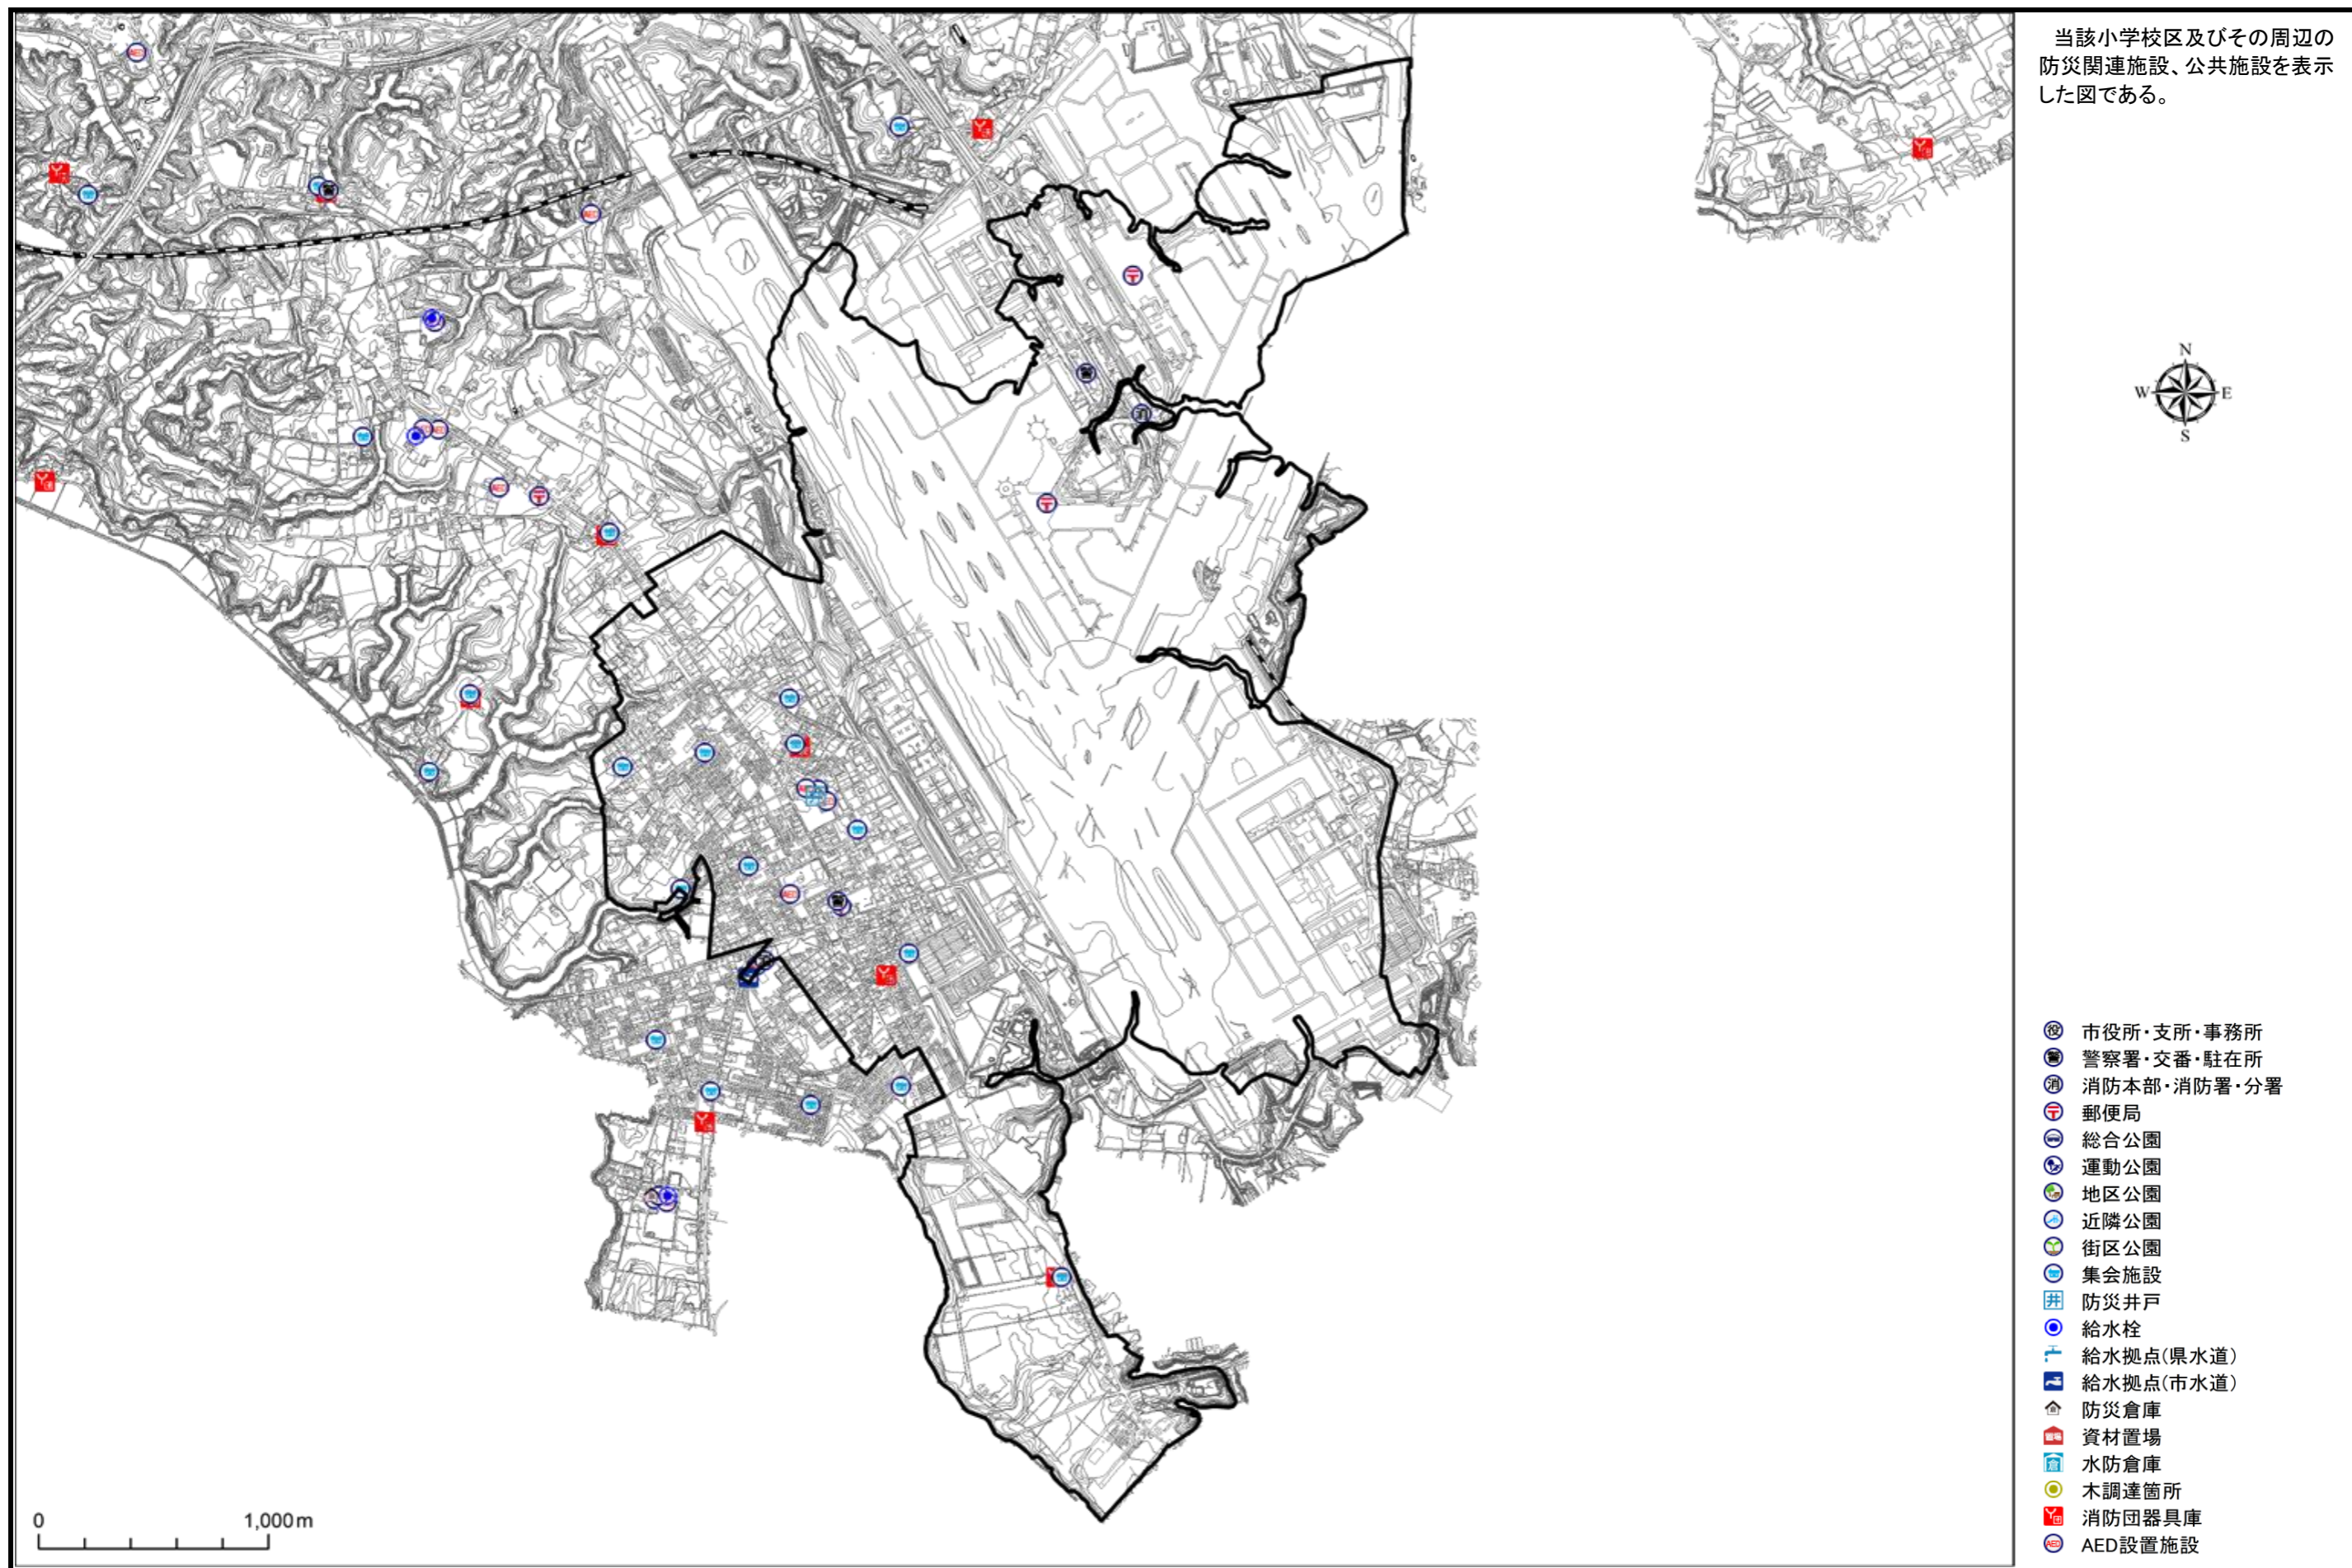 当該小学校区及びその周辺の
防災関連施設、公共施設を表示
した図である。
N
W E
S
市役所・支所・事務所
警察署・交番・駐在所
消防本部・消防署・分署
郵便局
総合公園
運動公園
地区公園
近隣公園
街区公園
集会施設
防災井戸
給水栓
給水拠点(県水道)
給水拠点(市水道)
防災倉庫
資材置場
水防倉庫
木調達箇所
消防団器具庫
AED設置施設
0 1,000m